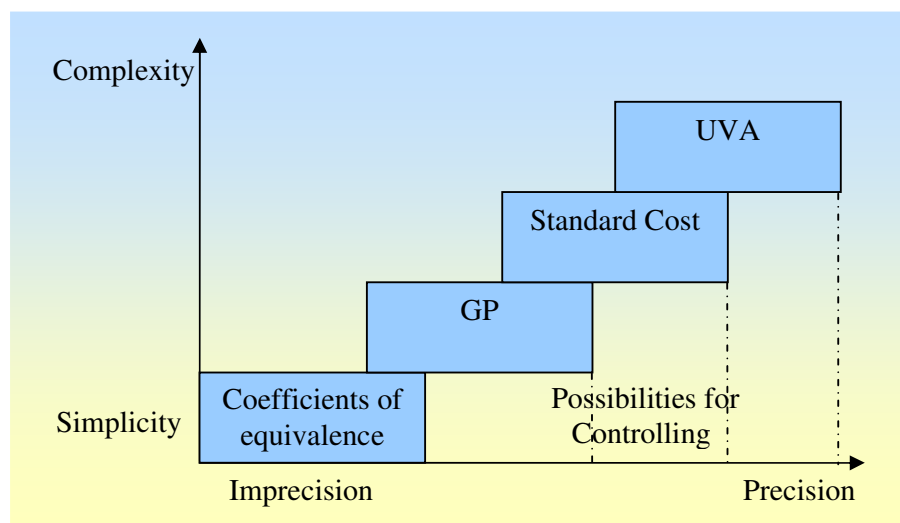 Complexity
UVA
Standard Cost
GP
Coefficients of
equivalence
Possibilities for
Controlling
Simplicity
Imprecision
Precision